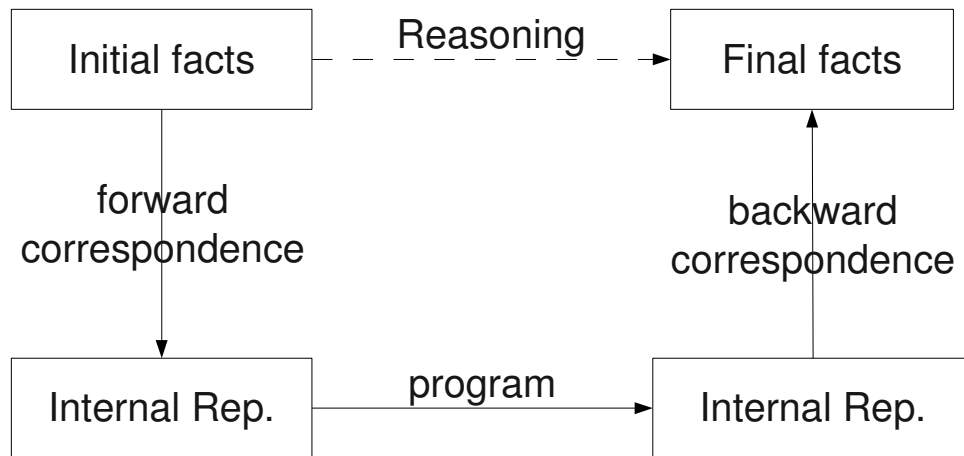 Initial facts
Reasoning
Final facts
forward
correspondence
backward
correspondence
Internal Rep.
program
Internal Rep.